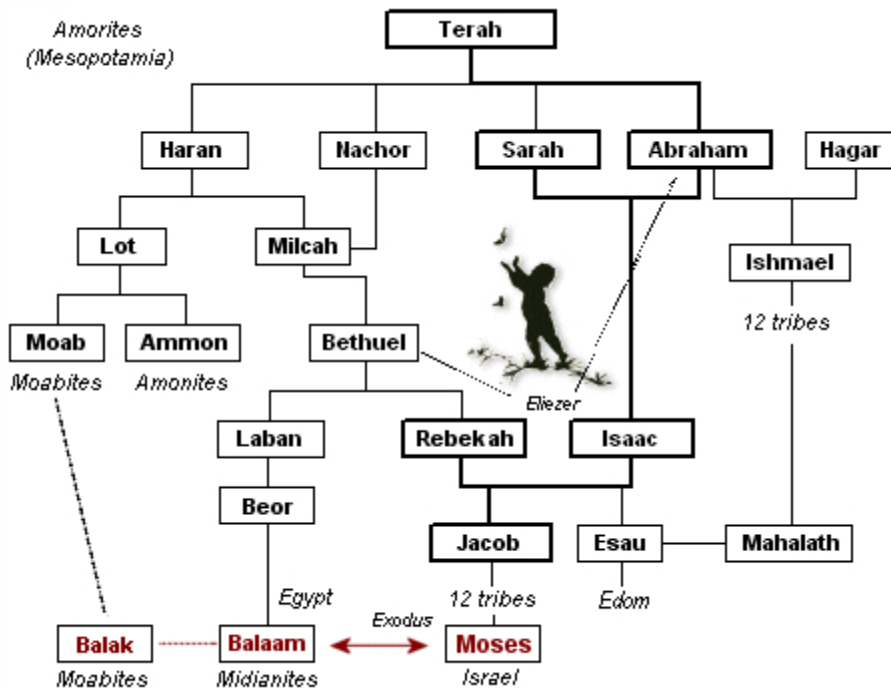 Amorites
(Mesopotamia)
Terah
Haran
Nachor
Sarah
Abraham
Hagar
Lot
Milcah
Ishmael
12 tribes
Moab
Ammon
Bethuel
Moabites
Amonites
Eliezer
Laban
Rebekah
Isaac
Beor
Jacob
Esau
Mahalath
Egypt
12 tribes
Edom
Exodus
Balak
Balaam
Moses
Moabites
Midianites
Israel